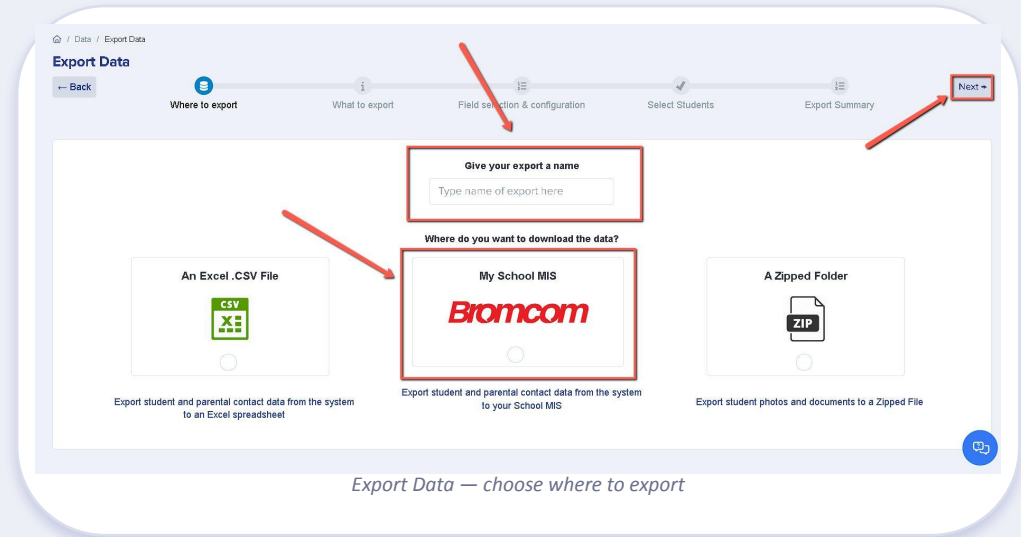 / Data / Export Data
Export Data
← Back
Where to export
What to export
Field selection & configuration
Select Students
Export Summary
Next →
Give your export a name
Type name of export here
Where do you want to download the data?
An Excel .CSV File
CSV
My School MIS
Bromcom
A Zipped Folder
ZIP
Export student and parental contact data from the system
to an Excel spreadsheet
Export student and parental contact data from the system
to your School MIS
Export student photos and documents to a Zipped File
Export Data — choose where to export